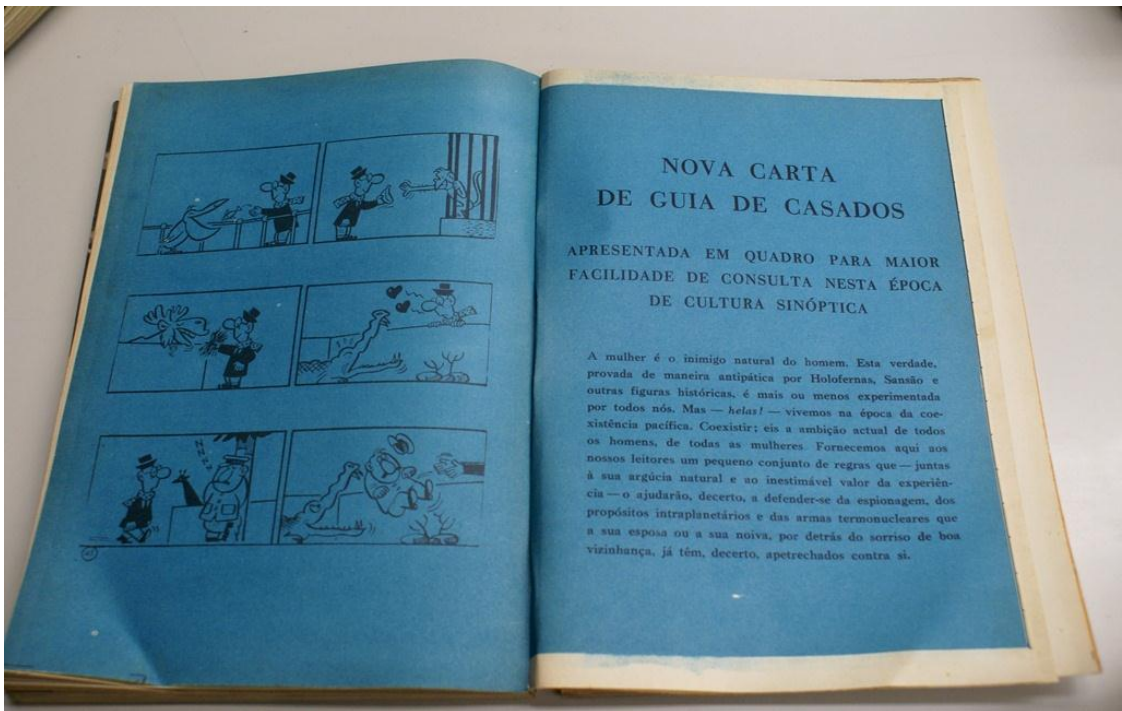 NOVA CARTA
DE GUIA DE CASADOS
APRESENTADA EM QUADRO PARA MAIOR
FACILIDADE DE CONSULTA NESTA ÉPOCA
DE CULTURA SINÓPTICA
A mulher é o inimigo natural do homem. Esta verdade,
provada de maneira antipática por Holofernas, Sansão e
outras figuras históricas, é mais ou menos experimentada
por todos nós. Mas — helas! — vivemos na época da coe-
xistência pacífica. Coexistir; eis a ambição actual de todos
os homens, de todas as mulheres. Fornecemos aqui aos
nossos leitores um pequeno conjunto de regras que — juntas
à sua argúcia natural e ao inestimável valor da experiên-
cia — o ajudarão, decerto, a defender-se da espionagem, dos
propósitos intraplanetários e das armas termonucleares que
a sua esposa ou a sua noiva, por detrás do sorriso de boa
vizinhança, já têm, decerto, apetrechados contra si.